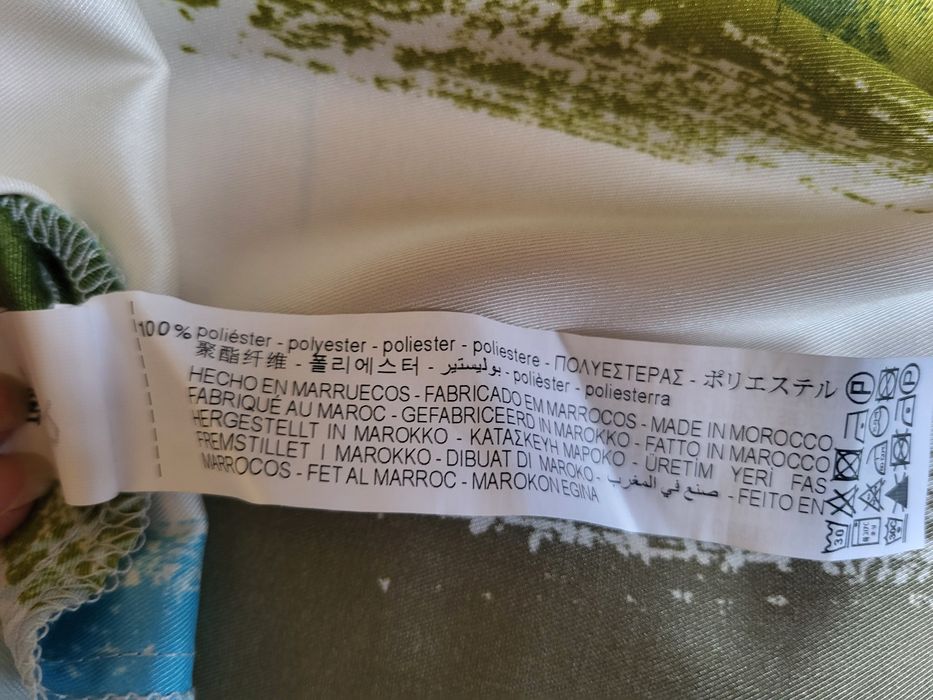 100% poliéster - polyester - poliester - poliestere - ΠΟΛΥΕΣΤΕΡΑΣ - ポリエステル
聚酯纤维 - 폴리에스터 - بوليستير - polièster - poliesterra
HECHO EN MARRUECOS - FABRICADO EM MARROCOS - MADE IN MOROCCO
FABRIQUÉ AU MAROC - GEFABRICEERD IN MAROKKO - FATTO IN MAROCCO
HERGESTELLT IN MAROKKO - ΚΑΤΑΣΚΕΥΗ ΜΑΡΟΚΟ - ÜRETİM YERİ FAS
FREMSTILLET I MAROKKO - DIBUAT DI MAROKO - صنع في المغرب - FEITO EN
MARROCOS - FET AL MARROC - MAROKON EGINA
P
P
30